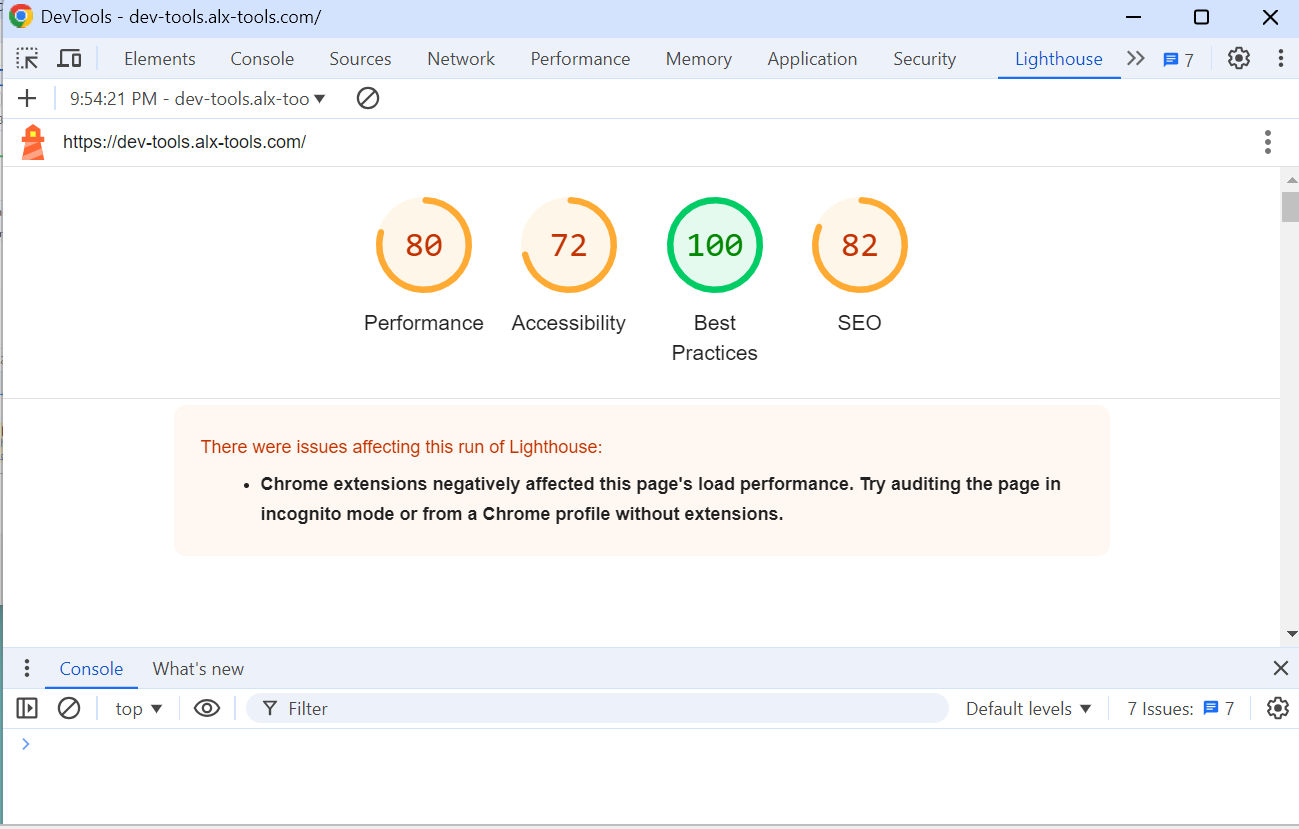 DevTools - dev-tools.alx-tools.com/
Elements Console Sources Network Performance Memory Application Security Lighthouse 7
9:54:21 PM - dev-tools.alx-too
https://dev-tools.alx-tools.com/
80 72 100 82
Performance Accessibility Best Practices SEO
There were issues affecting this run of Lighthouse:
• Chrome extensions negatively affected this page's load performance. Try auditing the page in
incognito mode or from a Chrome profile without extensions.
Console What's new
top Filter Default levels 7 Issues: 7